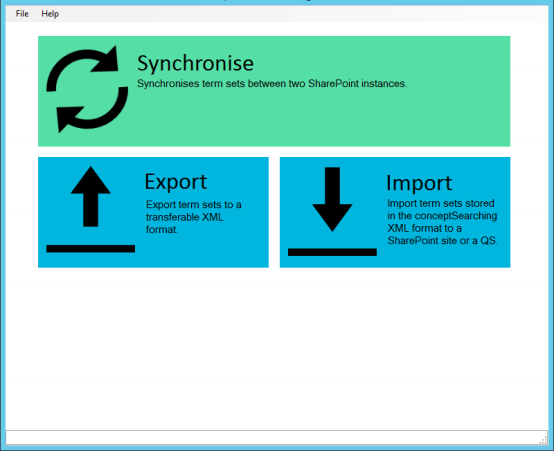 File Help
Synchronise
Synchronises term sets between two SharePoint instances.
Export
Export term sets to a
transferable XML
format.
Import
Import term sets stored
in the conceptSearching
XML format to a
SharePoint site or a QS.